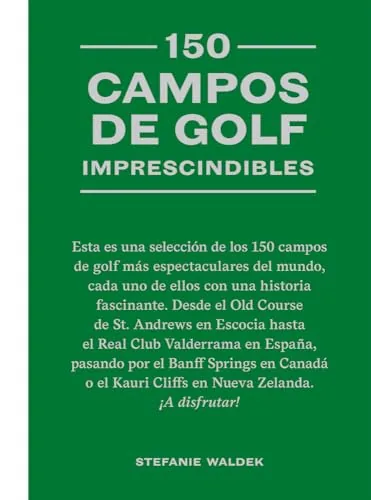 150
CAMPOS
DE GOLF
IMPRESCINDIBLES
Esta es una selección de los 150 campos
de golf más espectaculares del mundo,
cada uno de ellos con una historia
fascinante. Desde el Old Course
de St. Andrews en Escocia hasta
el Real Club Valderrama en España,
pasando por el Banff Springs en Canadá
o el Kauri Cliffs en Nueva Zelanda.
¡A disfrutar!
STEFANIE WALDEK